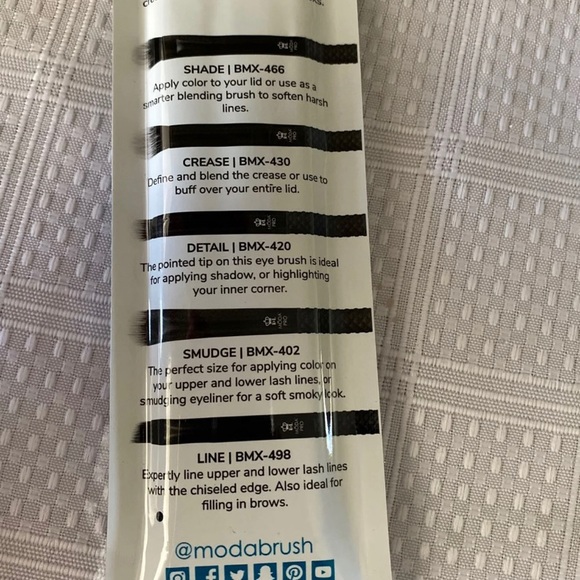 SHADE | BMX-466
Apply color to your lid or use as a
smarter blending brush to soften harsh
lines.
CREASE | BMX-430
Define and blend the crease or use to
buff over your entire lid.
DETAIL | BMX-420
The pointed tip on this eye brush is ideal
for applying shadow, or highlighting
your inner corner.
SMUDGE | BMX-402
The perfect size for applying color on
your upper and lower lash lines, or
smudging eyeliner for a soft smoky look.
LINE | BMX-498
Expertly line upper and lower lash lines
with the chiseled edge. Also ideal for
filling in brows.
@modabrush